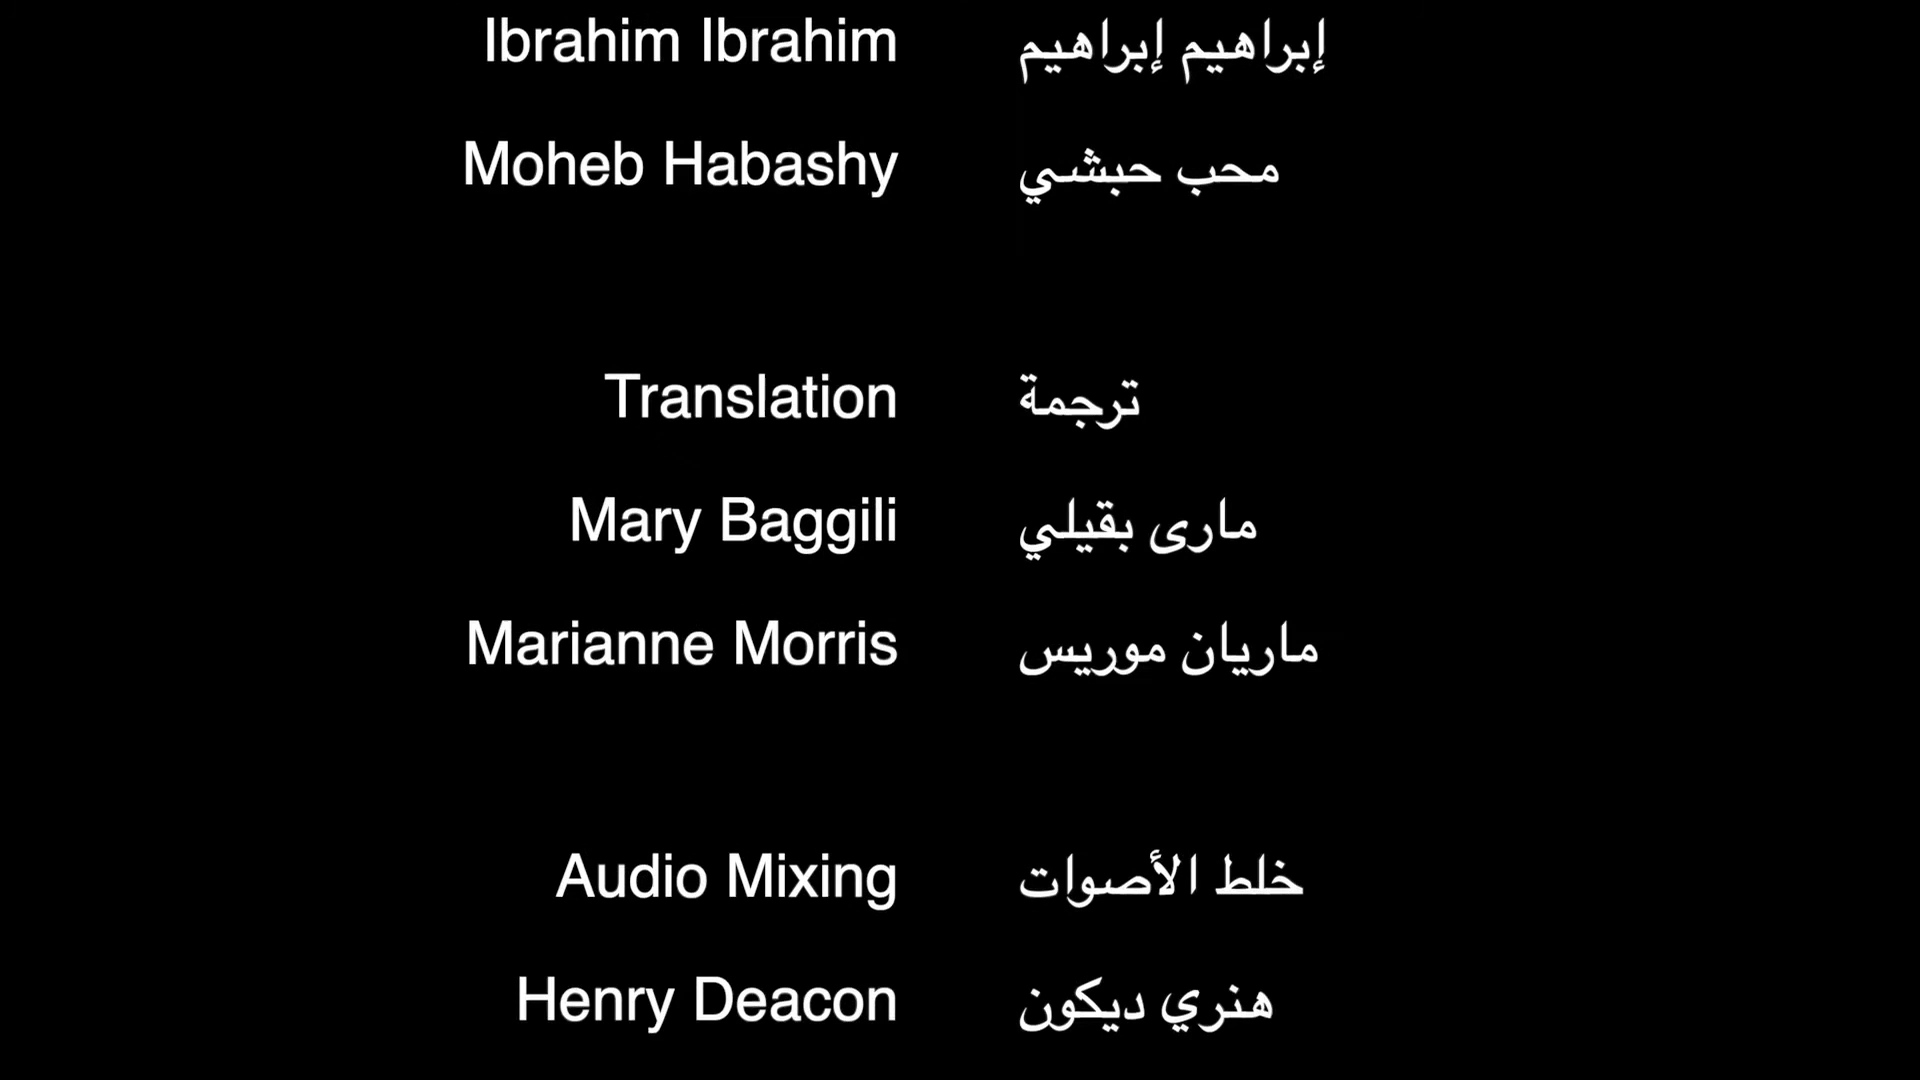 Ibrahim Ibrahim إبراهيم إبراهيم
Moheb Habashy محب حبشي
Translation ترجمة
Mary Baggili مارى بقيلي
Marianne Morris ماريان موريس
Audio Mixing خلط الأصوات
Henry Deacon هنري ديكون